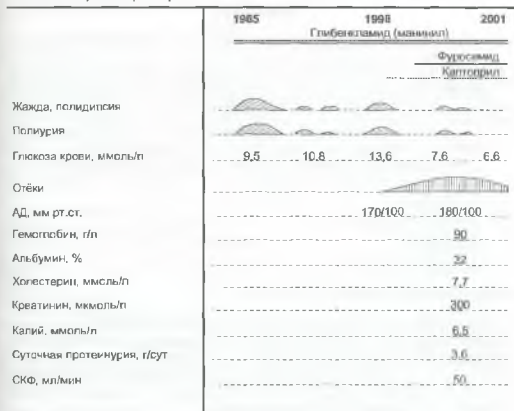 1985 1998 2001
Глибенкламид (манинил)
Фуросемид
Каптоприл
Жажда, полидипсия
Полиурия
Глюкоза крови, ммоль/л 9,5 10,8 13,6 7,6 6,6
Отёки
АД, мм рт.ст. 170/100 180/100
Гемоглобин, г/л 90
Альбумин, % 32
Холестерин, ммоль/л 7,7
Креатинин, мкмоль/л 300
Калий, ммоль/л 6,5
Суточная протеинурия, г/сут 3,6
СКФ, мл/мин 50